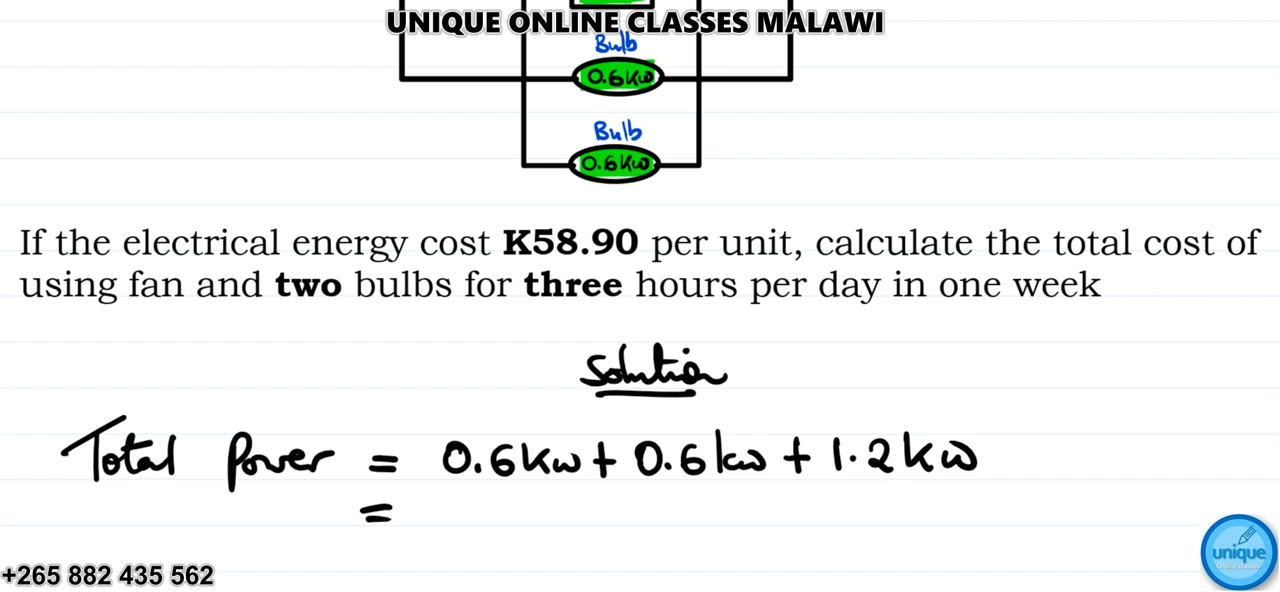 UNIQUE ONLINE CLASSES MALAWI
Bulb
0.6Kw
Bulb
0.6Kw
If the electrical energy cost K58.90 per unit, calculate the total cost of
using fan and two bulbs for three hours per day in one week
Solution
Total Power = 0.6Kw + 0.6kw + 1.2kw
=
unique
Online classes
+265 882 435 562